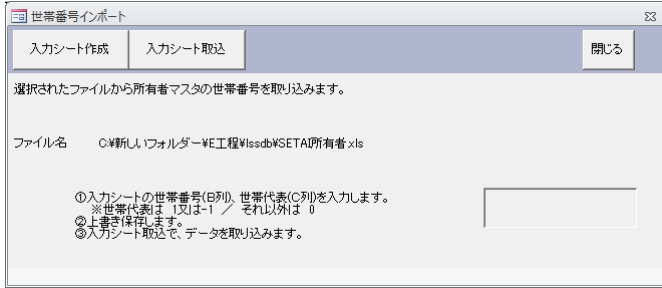 世帯番号インポート
入力シート作成
入力シート取込
閉じる
選択されたファイルから所有者マスタの世帯番号を取り込みます。
ファイル名 C:¥新しいフォルダー¥E工程¥lssdb¥SETAI所有者.xls
①入力シートの世帯番号(B列)、世帯代表(C列)を入力します。
※世帯代表は 1又は-1 / それ以外は 0
②上書き保存します。
③入力シート取込で、データを取り込みます。